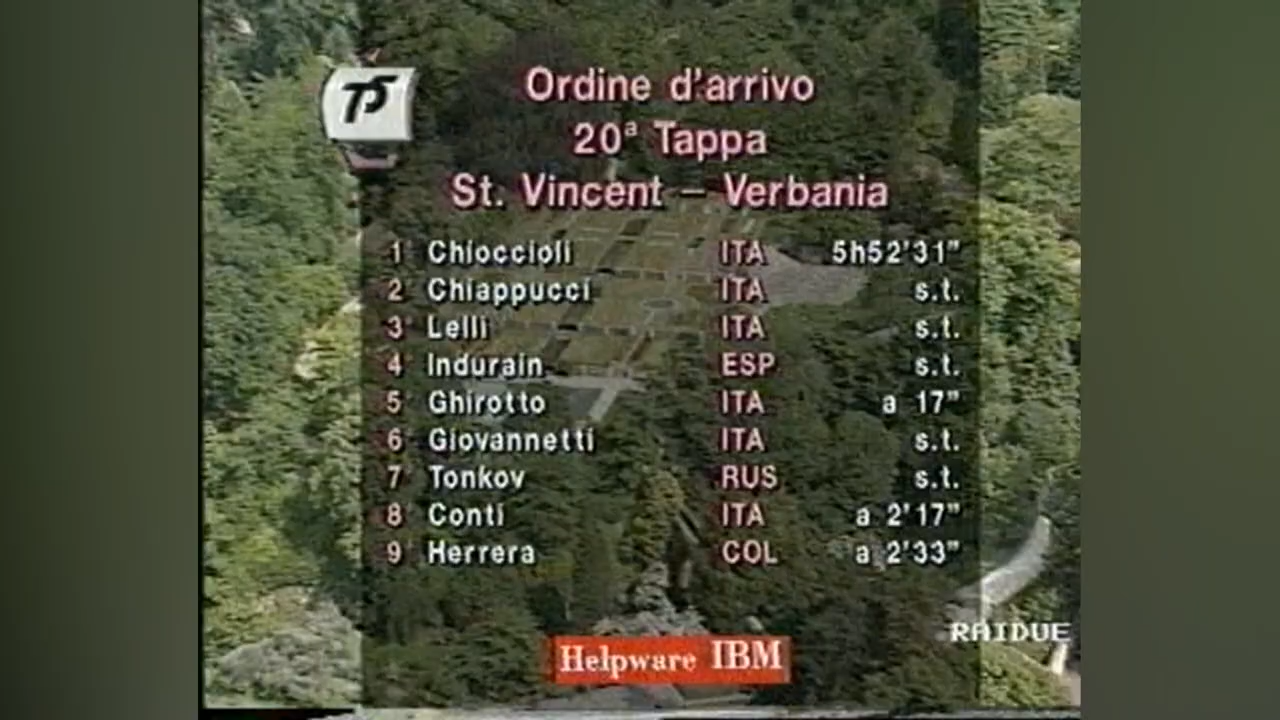 TS
Ordine d'arrivo
20ª Tappa
St. Vincent – Verbania
1 Chioccioli ITA 5h52'31"
2 Chiappucci ITA s.t.
3 Lelli ITA s.t.
4 Indurain ESP s.t.
5 Ghirotto ITA a 17"
6 Giovannetti ITA s.t.
7 Tonkov RUS s.t.
8 Conti ITA a 2'17"
9 Herrera COL a 2'33"
RAIDUE
Helpware IBM